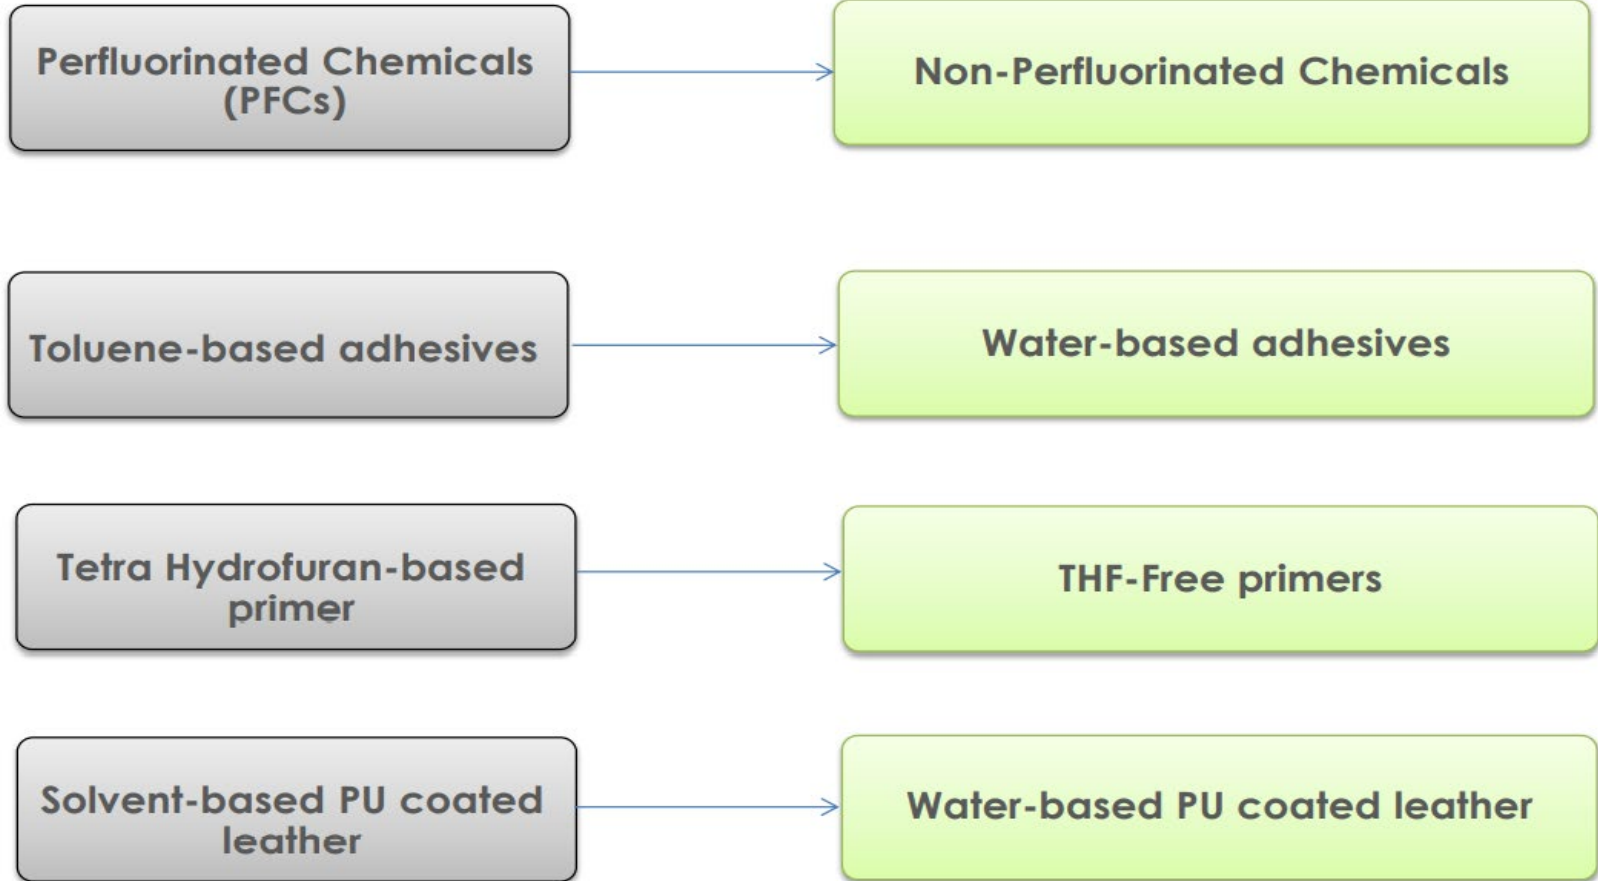 Perfluorinated Chemicals
(PFCs)
Non-Perfluorinated Chemicals
Toluene-based adhesives
Water-based adhesives
Tetra Hydrofuran-based
primer
THF-Free primers
Solvent-based PU coated
leather
Water-based PU coated leather